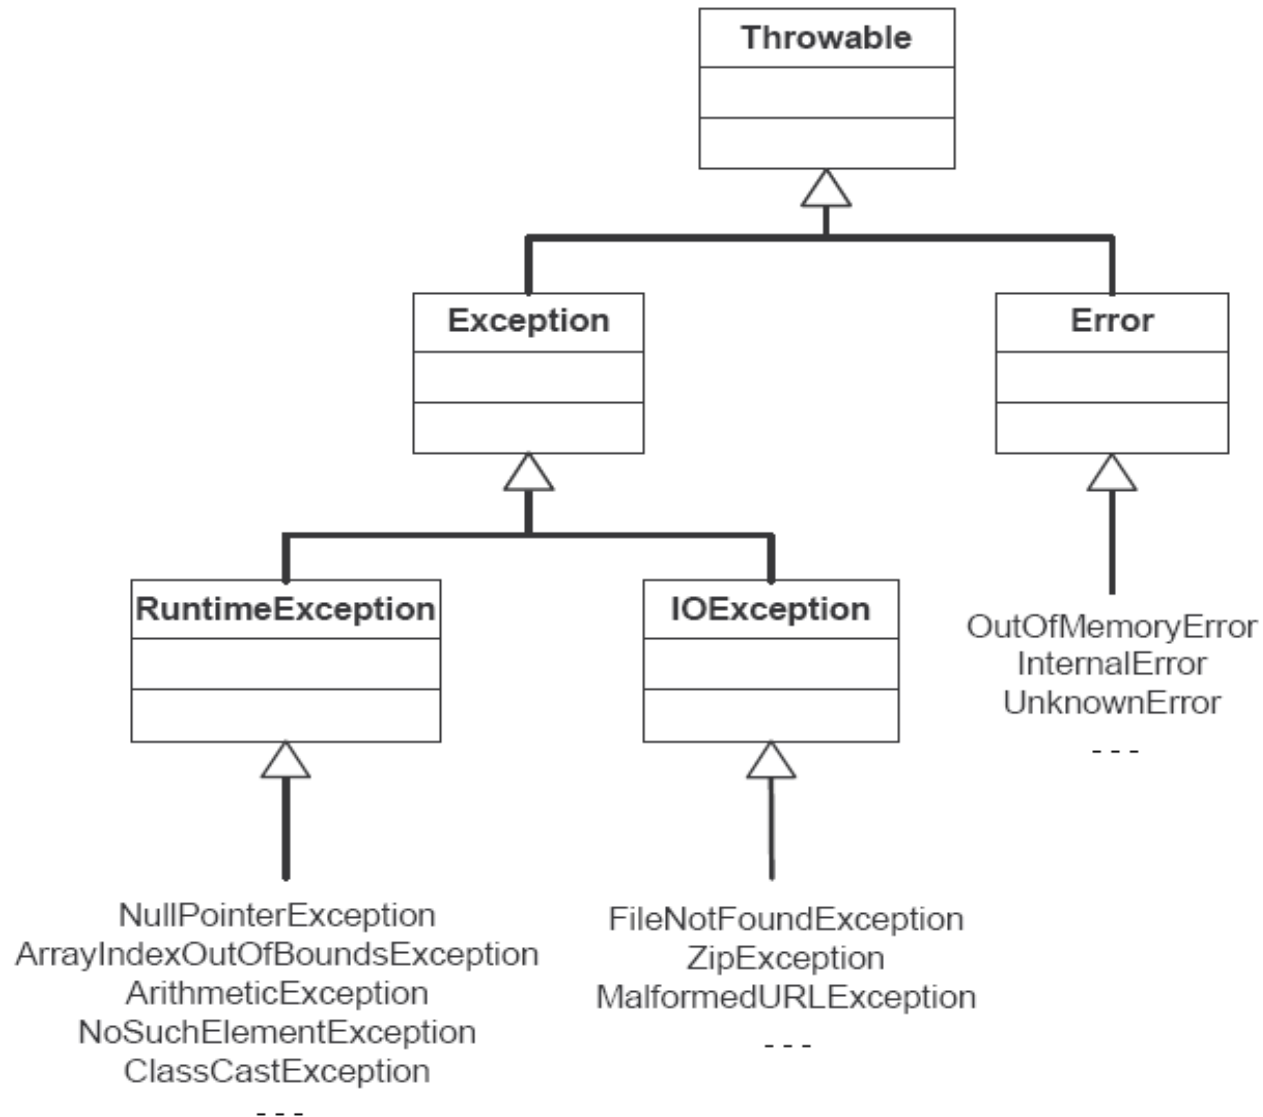 Throwable
Exception
Error
RuntimeException
IOException
OutOfMemoryError
InternalError
UnknownError
- - -
NullPointerException
ArrayIndexOutOfBoundsException
ArithmeticException
NoSuchElementException
ClassCastException
- - -
FileNotFoundException
ZipException
MalformedURLException
- - -